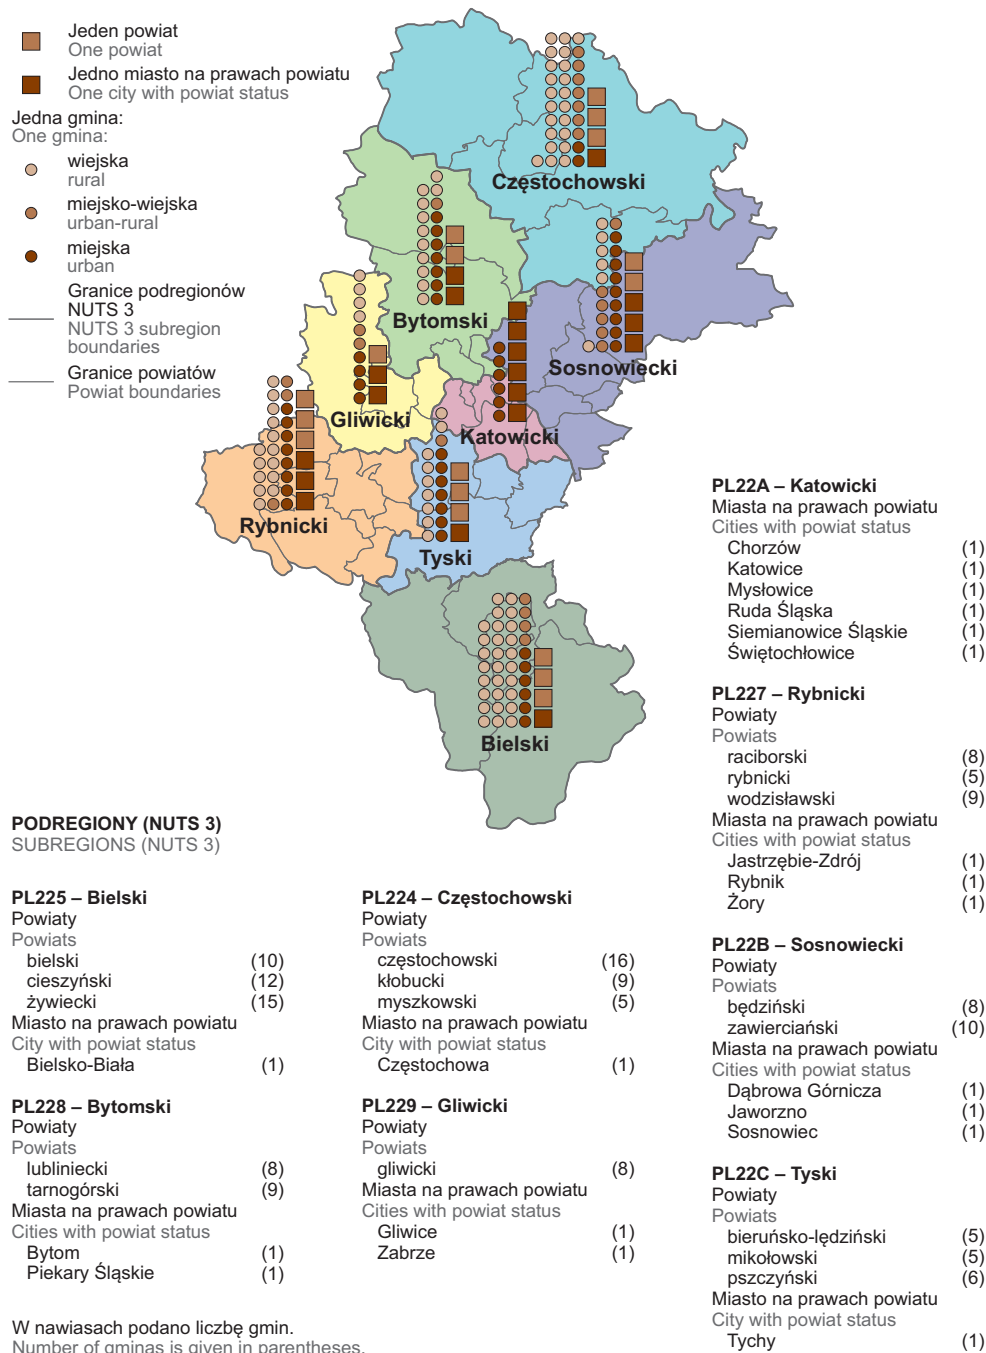 Jeden powiat
One powiat
Jedno miasto na prawach powiatu
One city with powiat status
Jedna gmina:
One gmina:
wiejska
rural
miejsko-wiejska
urban-rural
miejska
urban
Granice podregionów
NUTS 3
NUTS 3 subregion
boundaries
Granice powiatów
Powiat boundaries
Częstochowski
Bytomski
Sosnowiecki
Gliwicki
Katowicki
Rybnicki
Tyski
Bielski
PODREGIONY (NUTS 3)
SUBREGIONS (NUTS 3)
PL225 – Bielski
Powiaty
Powiats
bielski (10)
cieszyński (12)
żywiecki (15)
Miasto na prawach powiatu
City with powiat status
Bielsko-Biała (1)
PL228 – Bytomski
Powiaty
Powiats
lubliniecki (8)
tarnogórski (9)
Miasta na prawach powiatu
Cities with powiat status
Bytom (1)
Piekary Śląskie (1)
PL224 – Częstochowski
Powiaty
Powiats
częstochowski (16)
kłobucki (9)
myszkowski (5)
Miasto na prawach powiatu
City with powiat status
Częstochowa (1)
PL229 – Gliwicki
Powiaty
Powiats
gliwicki (8)
Miasta na prawach powiatu
Cities with powiat status
Gliwice (1)
Zabrze (1)
PL22A – Katowicki
Miasta na prawach powiatu
Cities with powiat status
Chorzów (1)
Katowice (1)
Mysłowice (1)
Ruda Śląska (1)
Siemianowice Śląskie (1)
Świętochłowice (1)
PL227 – Rybnicki
Powiaty
Powiats
raciborski (8)
rybnicki (5)
wodzisławski (9)
Miasta na prawach powiatu
Cities with powiat status
Jastrzębie-Zdrój (1)
Rybnik (1)
Żory (1)
PL22B – Sosnowiecki
Powiaty
Powiats
będziński (8)
zawierciański (10)
Miasta na prawach powiatu
Cities with powiat status
Dąbrowa Górnicza (1)
Jaworzno (1)
Sosnowiec (1)
PL22C – Tyski
Powiaty
Powiats
bieruńsko-lędziński (5)
mikołowski (5)
pszczyński (6)
Miasto na prawach powiatu
City with powiat status
Tychy (1)
W nawiasach podano liczbę gmin.
Number of gminas is given in parentheses.